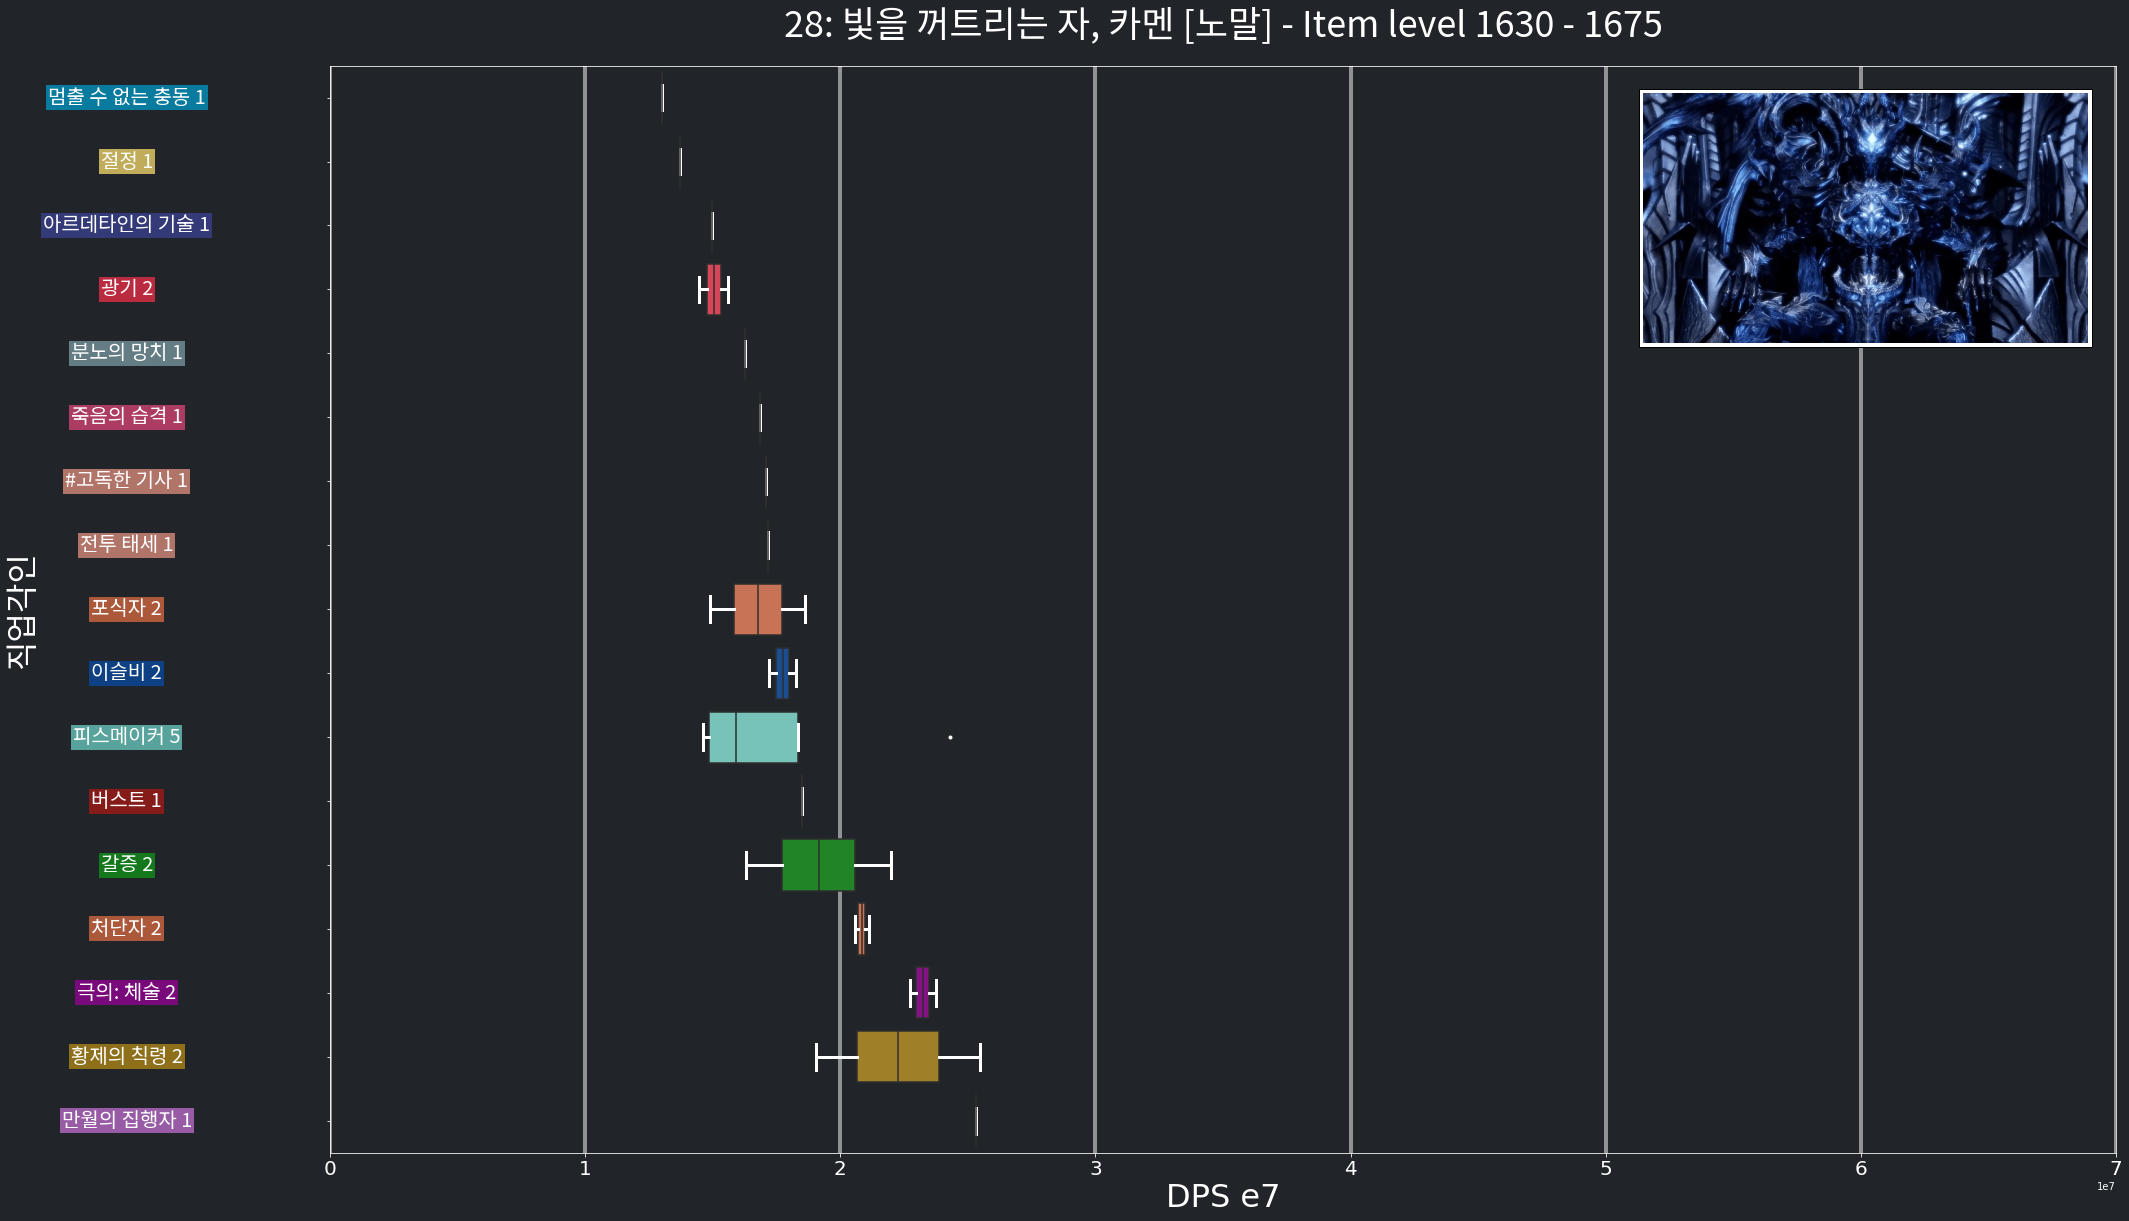 28: 빛을 꺼트리는 자, 카멘 [노말] - Item level 1630 - 1675
직업각인
멈출 수 없는 충동 1
절정 1
아르데타인의 기술 1
광기 2
분노의 망치 1
죽음의 습격 1
#고독한 기사 1
전투 태세 1
포식자 2
이슬비 2
피스메이커 5
버스트 1
갈증 2
처단자 2
극의: 체술 2
황제의 칙령 2
만월의 집행자 1
0 1 2 3 4 5 6 7
1e7
DPS e7